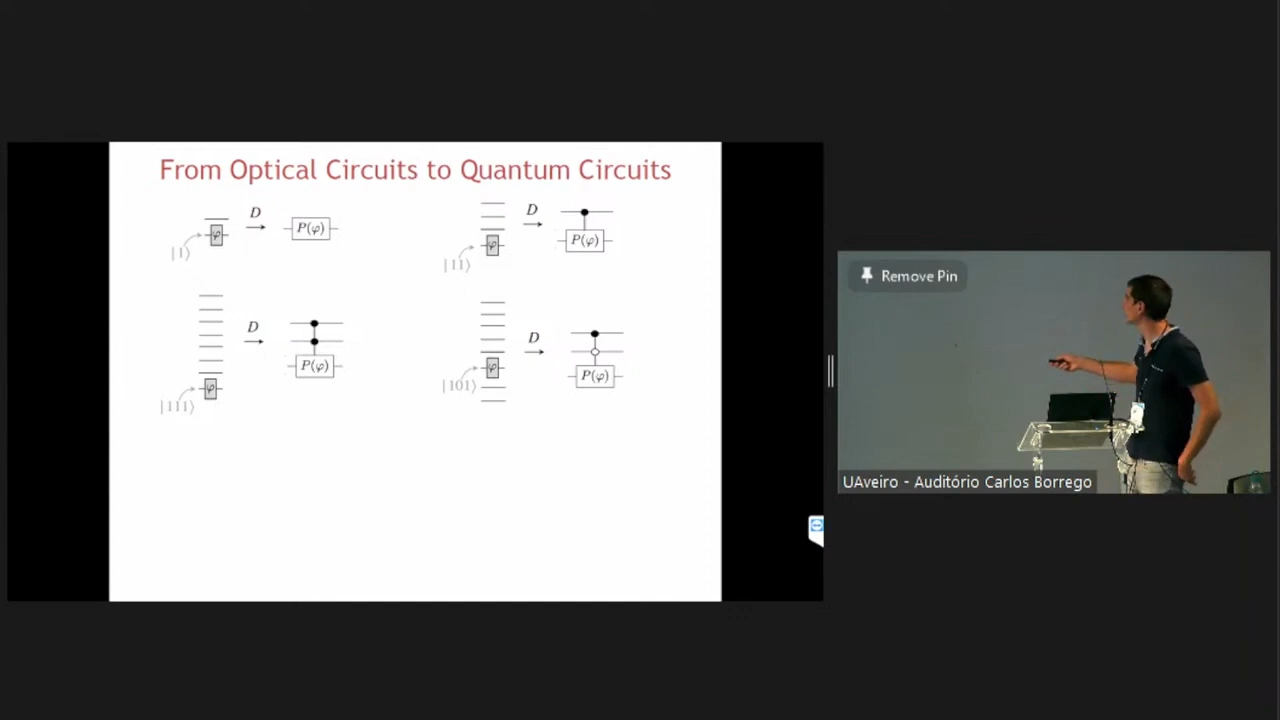 From Optical Circuits to Quantum Circuits
|1⟩ φ D P(φ)
|11⟩ φ D P(φ)
|111⟩ φ D P(φ)
|101⟩ φ D P(φ)
Remove Pin
UAveiro - Auditório Carlos Borrego